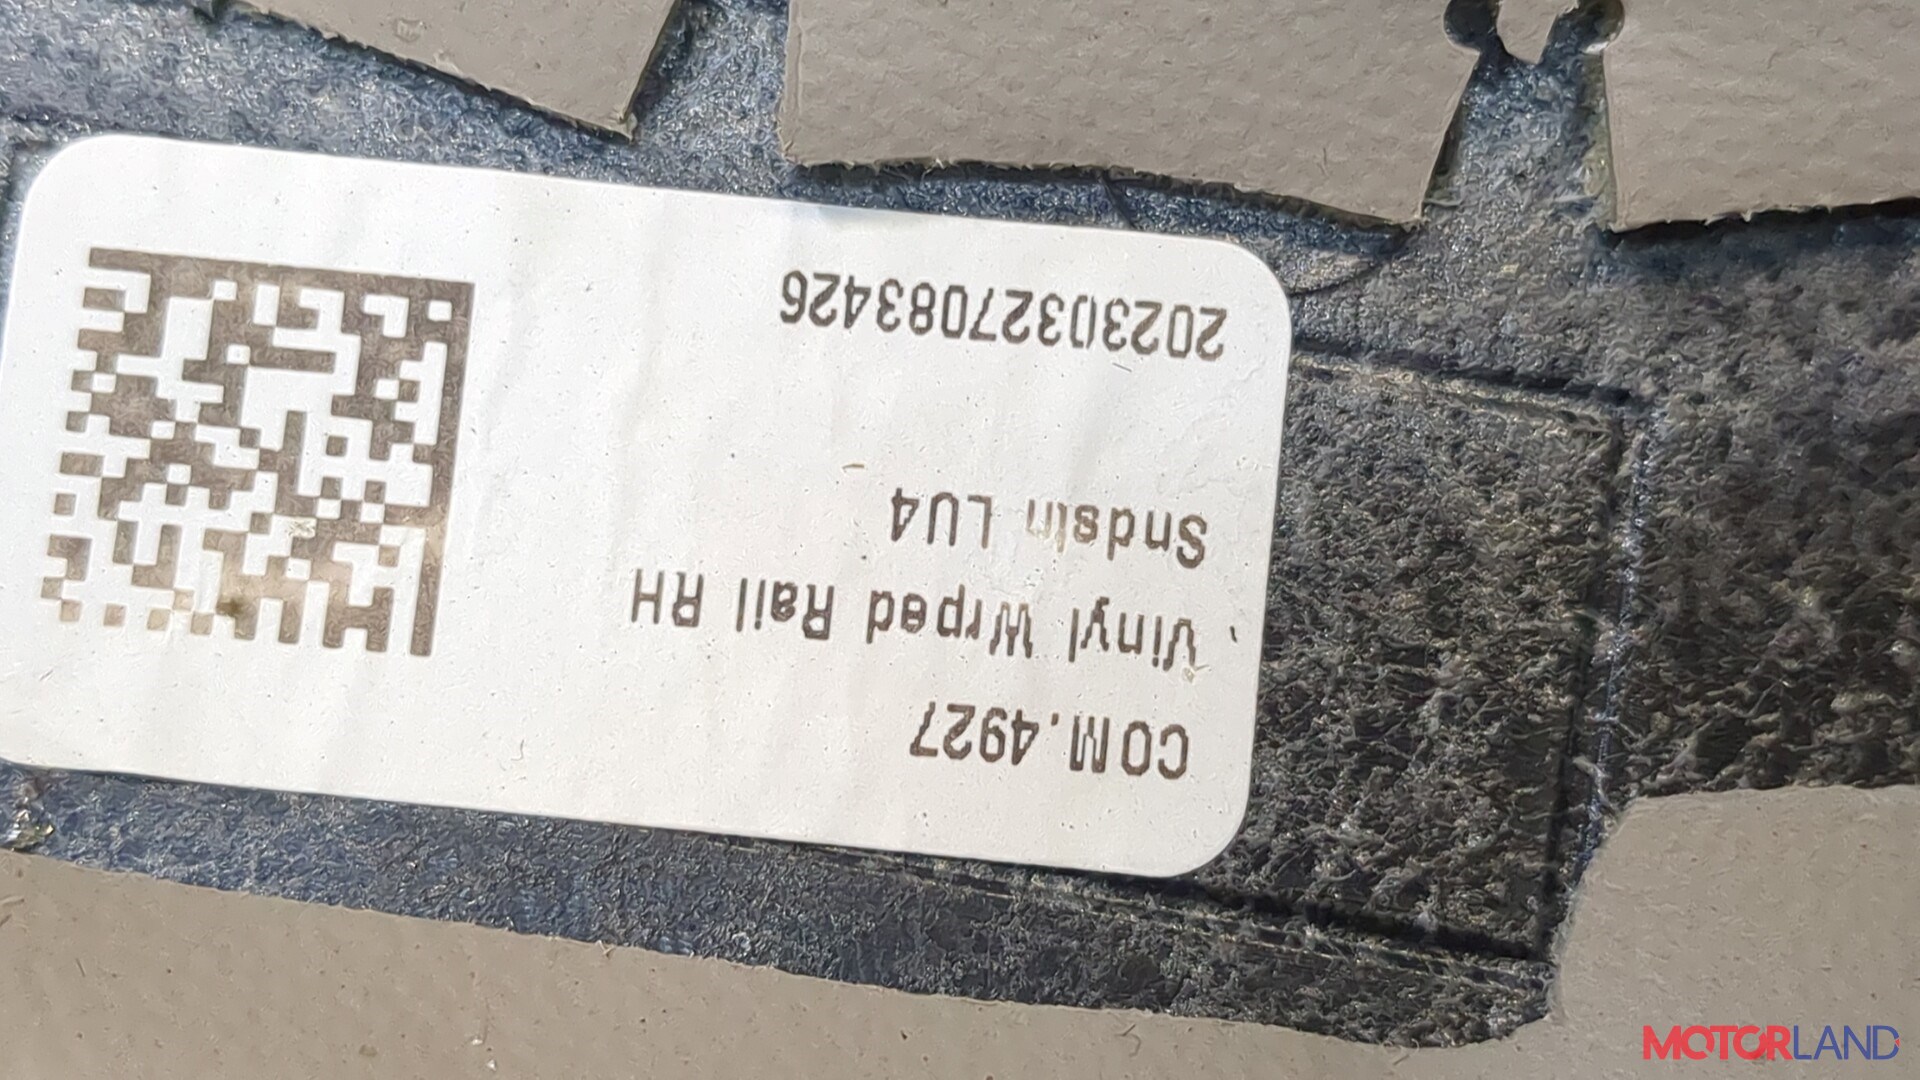 COM.4927
Vinyl Wrped Rail RH
Sndstn LU4
20230327083426
MOTORLAND